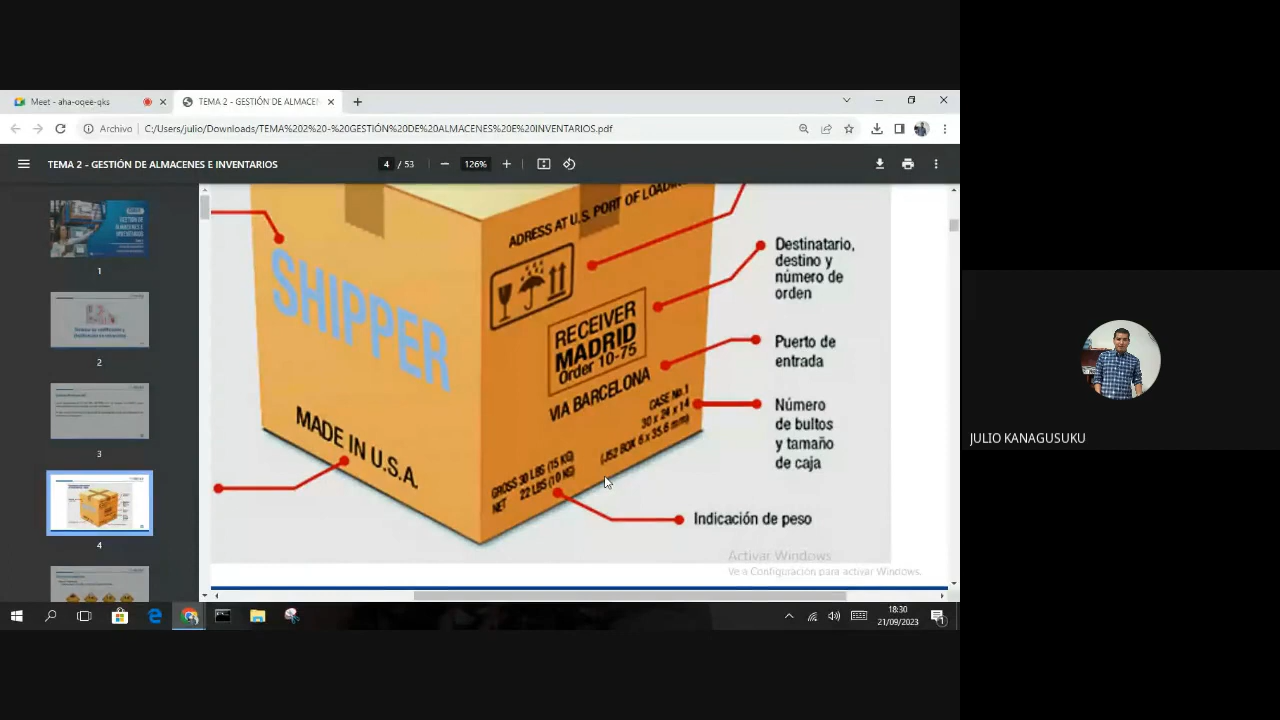 Meet - aha-oqee-qks
TEMA 2 - GESTIÓN DE ALMACEN
Archivo
C:/Users/julio/Downloads/TEMA%202%20-%20GESTIÓN%20DE%20ALMACENES%20E%20INVENTARIOS.pdf
TEMA 2 - GESTIÓN DE ALMACENES E INVENTARIOS
4 / 53
126%
1
2
3
4
ADRESS AT U.S. PORT OF LOADING
SHIPPER
MADE IN U.S.A.
RECEIVER
MADRID
Order 10-75
VIA BARCELONA
CASE No. 1
30 x 24 x 14
(J52 BOX 6 x 35.6 mm)
GROSS 30 LBS (15 KG)
NET 22 LBS (10 KG)
Destinatario,
destino y
número de
orden
Puerto de
entrada
Número
de bultos
y tamaño
de caja
Indicación de peso
Activar Windows
Ve a Configuración para activar Windows.
18:30
21/09/2023
JULIO KANAGUSUKU